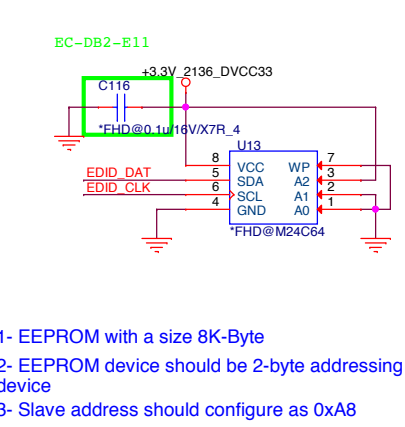 EC-DB2-E11
+3.3V_2136_DVCC33
C116
*FHD@0.1u/16V/X7R_4
U13
8 VCC WP 7
EDID_DAT 5 SDA A2 3
EDID_CLK 6 SCL A1 2
4 GND A0 1
*FHD@M24C64
1- EEPROM with a size 8K-Byte
2- EEPROM device should be 2-byte addressing
device
3- Slave address should configure as 0xA8